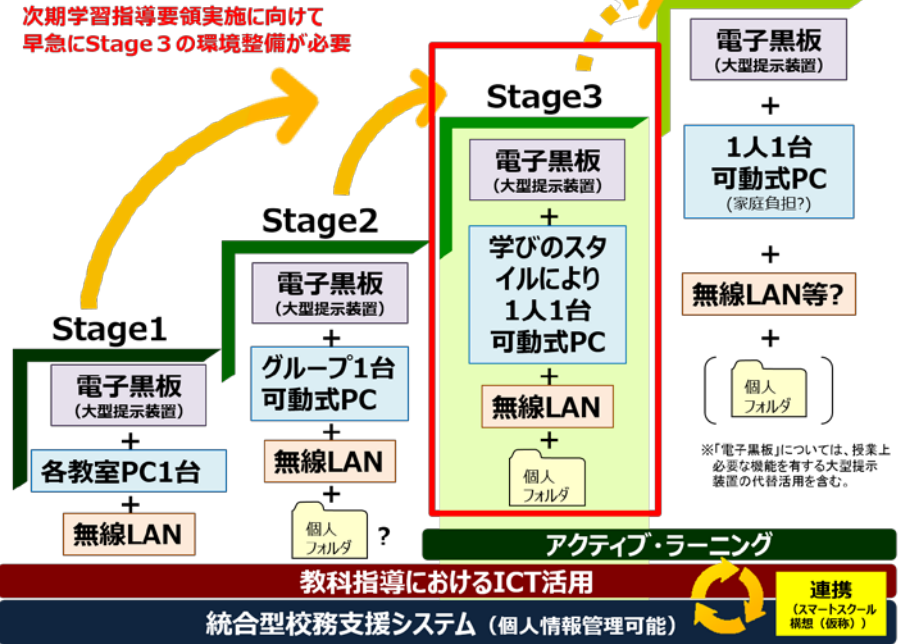 次期学習指導要領実施に向けて
早急にStage３の環境整備が必要
Stage1
電子黒板
（大型提示装置）
+
各教室PC1台
+
無線LAN
Stage2
電子黒板
（大型提示装置）
+
グループ1台
可動式PC
+
無線LAN
+
個人
フォルダ
?
Stage3
電子黒板
（大型提示装置）
+
学びのスタ
イルにより
1人1台
可動式PC
+
無線LAN
+
個人
フォルダ
電子黒板
（大型提示装置）
+
1人1台
可動式PC
(家庭負担?)
+
無線LAN等?
+
個人
フォルダ
※「電子黒板」については、授業上
必要な機能を有する大型提示
装置の代替活用を含む。
アクティブ・ラーニング
教科指導におけるICT活用
統合型校務支援システム（個人情報管理可能）
連携
（スマートスクール
構想（仮称））